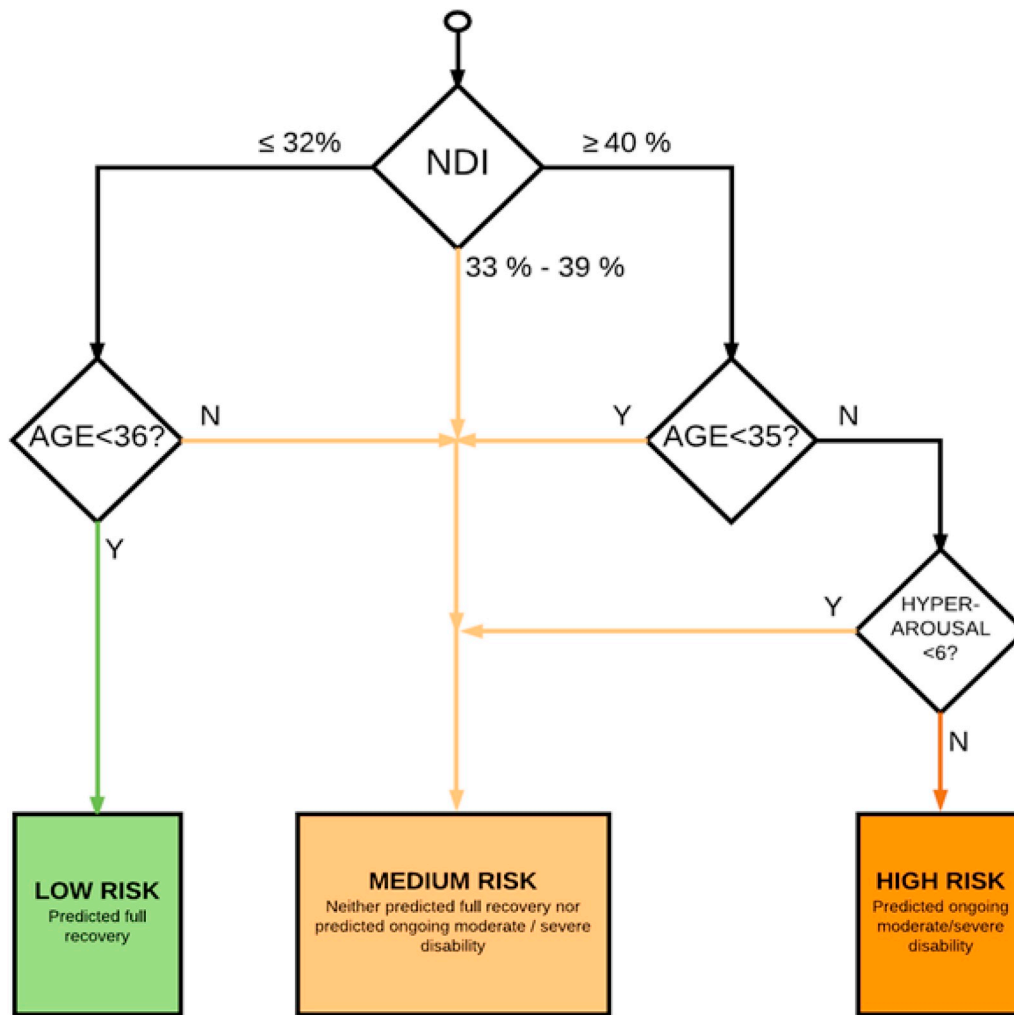 ≤ 32%
NDI
≥ 40 %
33 % - 39 %
AGE<36?
N
Y
AGE<35?
N
Y
Y
HYPER-
AROUSAL
<6?
N
LOW RISK
Predicted full
recovery
MEDIUM RISK
Neither predicted full recovery nor
predicted ongoing moderate / severe
disability
HIGH RISK
Predicted ongoing
moderate/severe
disability